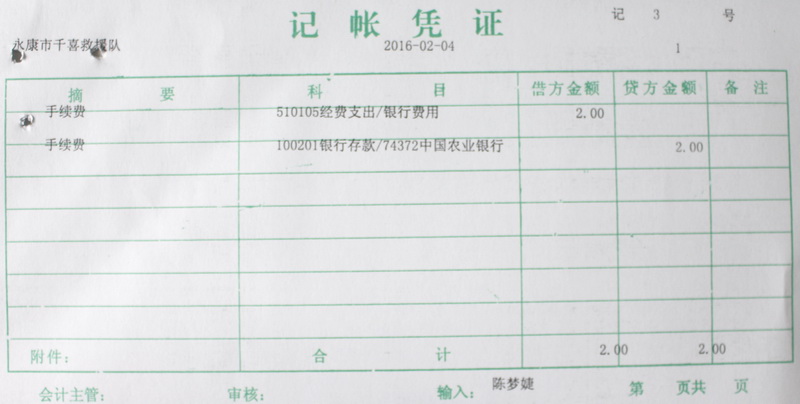 记 3 号
记帐凭证
永康市千喜救援队 2016-02-04 1
摘要 科目 借方金额 贷方金额 备注
手续费 510105经费支出/银行费用 2.00
手续费 100201银行存款/74372中国农业银行 2.00
附件： 合计 2.00 2.00
会计主管： 审核： 输入： 陈梦婕 第 页共 页